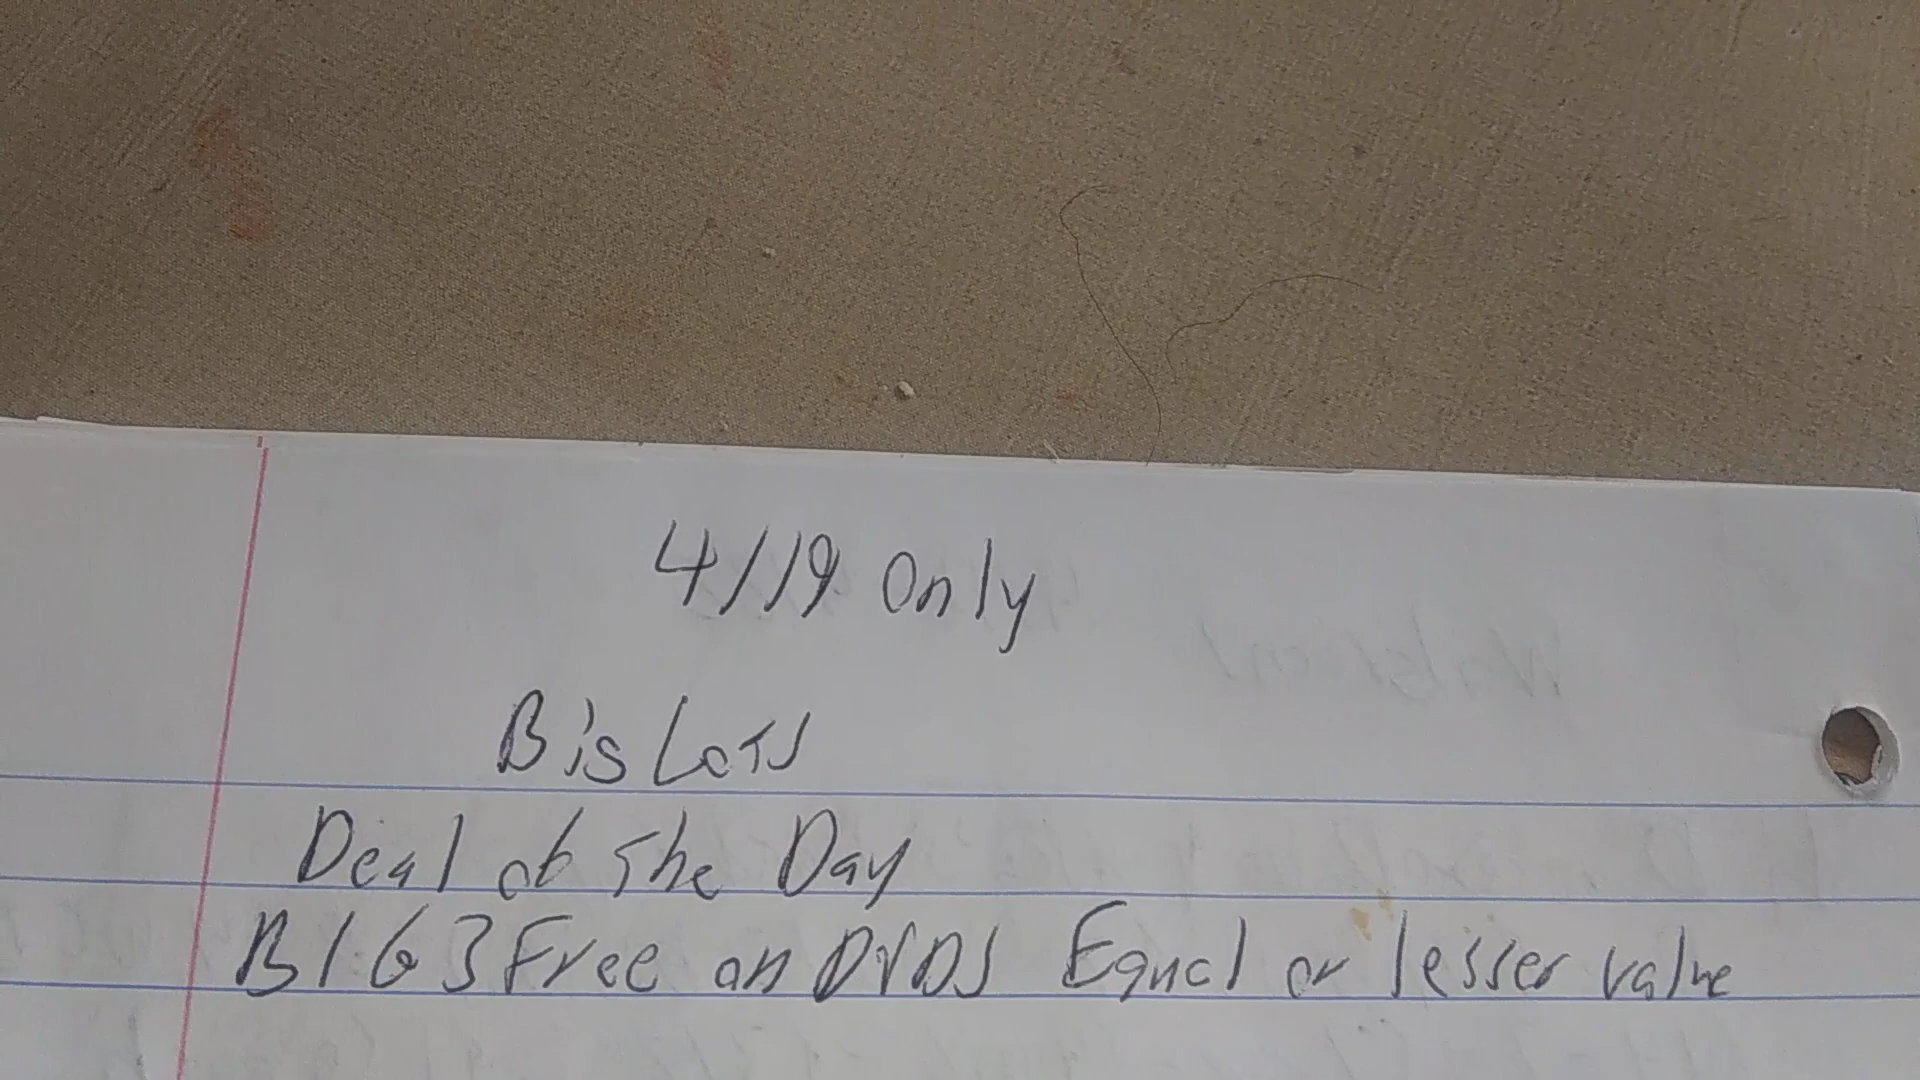 4/19 Only
Big Lots
Deal of the Day
B1G3 Free on DVDs Equal or lesser value